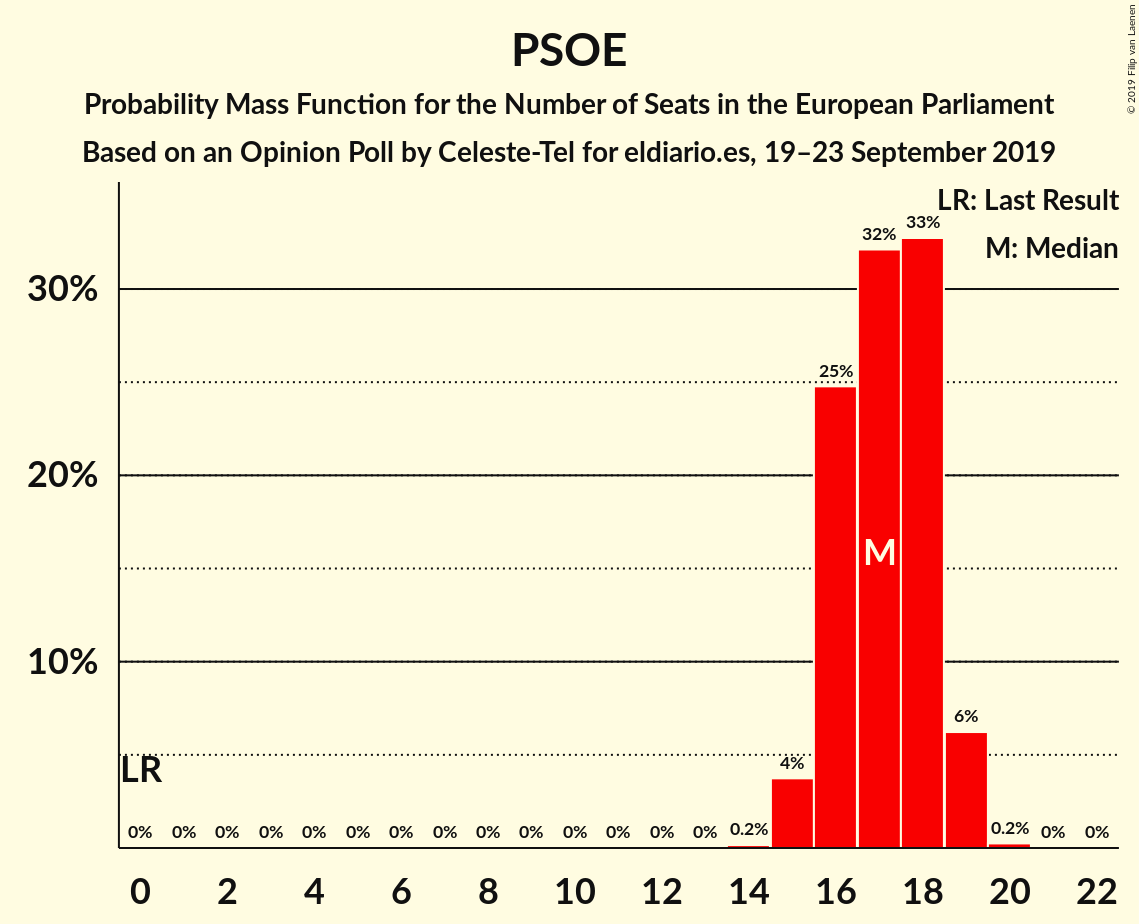 PSOE
Probability Mass Function for the Number of Seats in the European Parliament
Based on an Opinion Poll by Celeste-Tel for eldiario.es, 19–23 September 2019
© 2019 Filip van Laenen
LR: Last Result
M: Median
30%
20%
10%
LR
M
0% 0% 0% 0% 0% 0% 0% 0% 0% 0% 0% 0% 0% 0% 0.2% 4% 25% 32% 33% 6% 0.2% 0% 0%
0 2 4 6 8 10 12 14 16 18 20 22